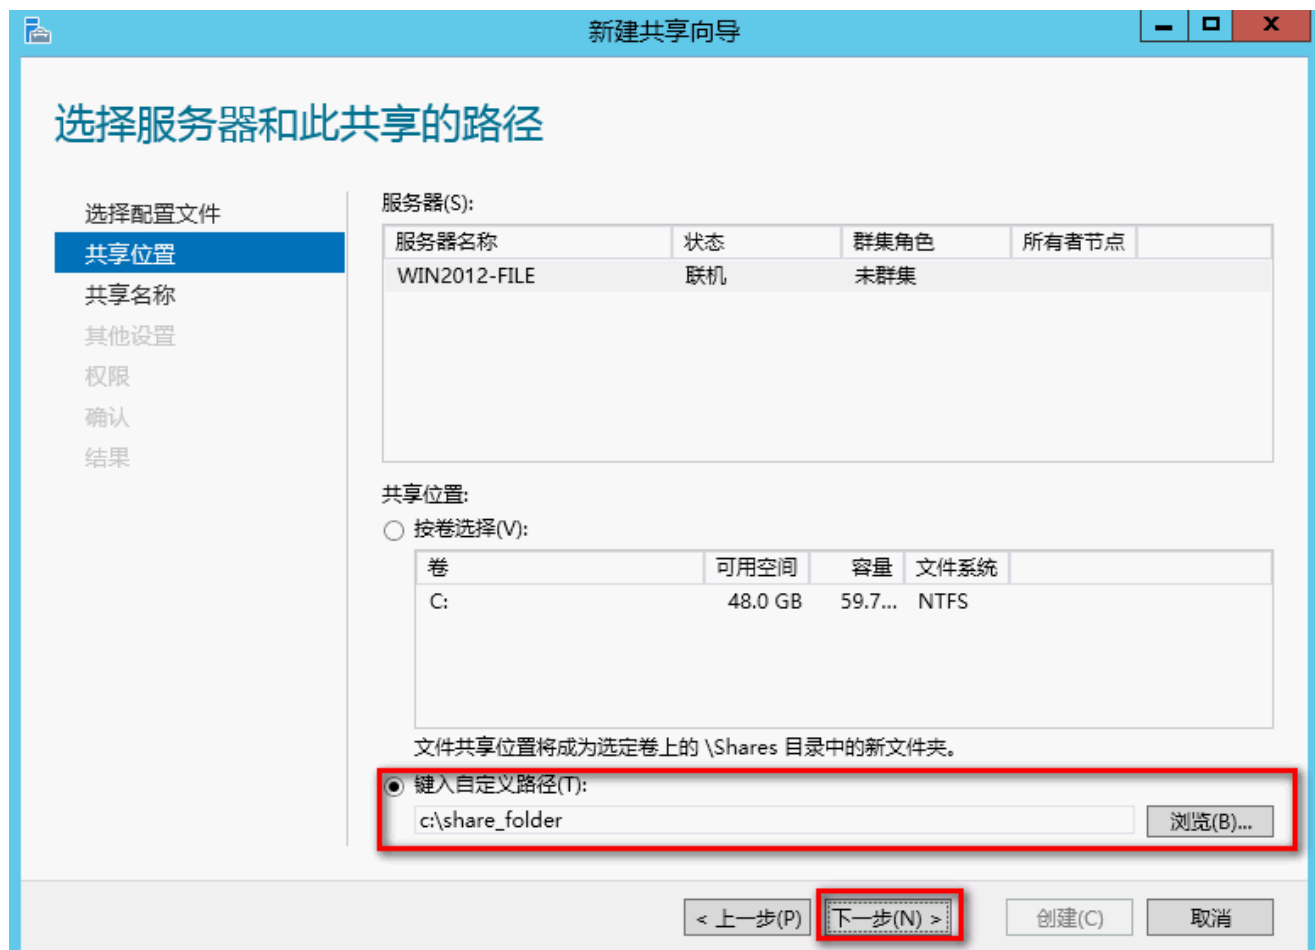 新建共享向导
选择服务器和此共享的路径
选择配置文件
共享位置
共享名称
其他设置
权限
确认
结果
服务器(S):
服务器名称 状态 群集角色 所有者节点
WIN2012-FILE 联机 未群集
共享位置:
按卷选择(V):
卷 可用空间 容量 文件系统
C: 48.0 GB 59.7... NTFS
文件共享位置将成为选定卷上的 \Shares 目录中的新文件夹。
键入自定义路径(T):
c:\share_folder 浏览(B)...
< 上一步(P) 下一步(N) > 创建(C) 取消